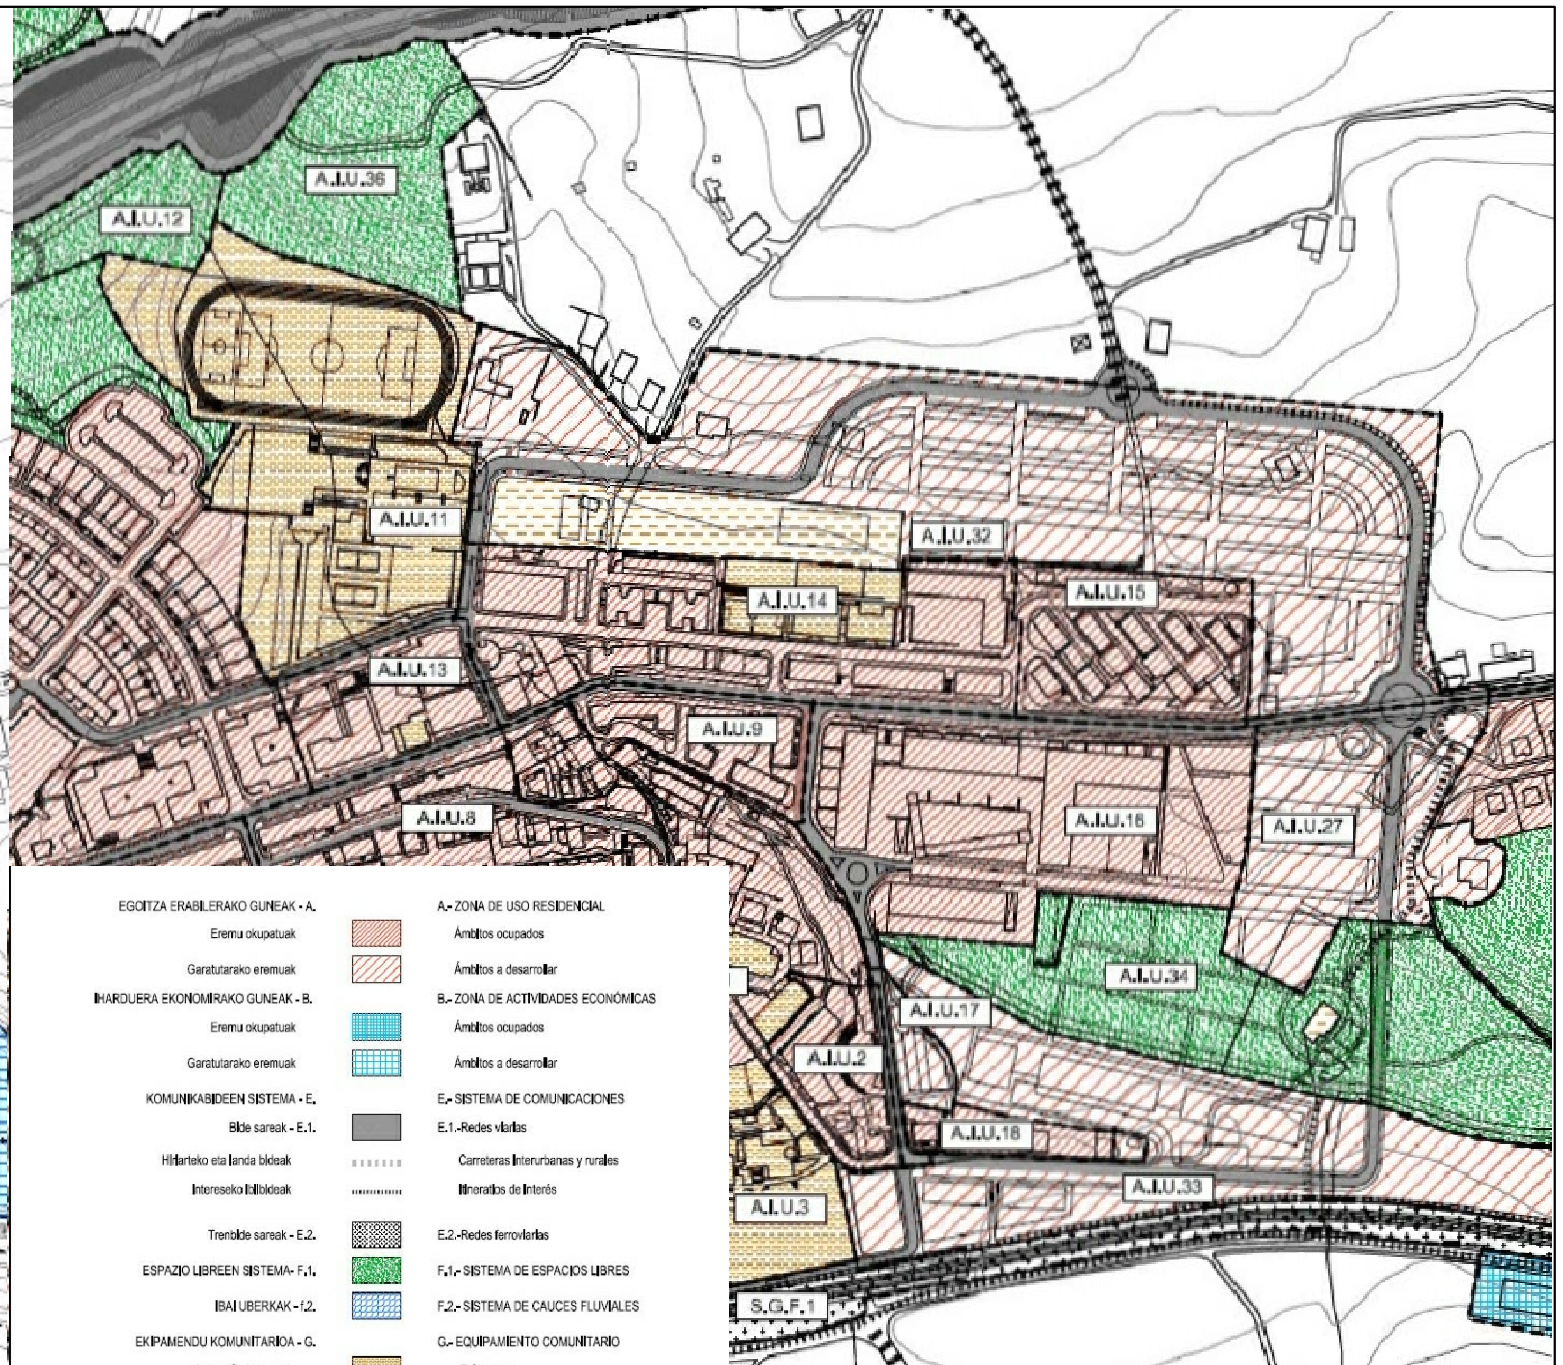 A.I.U.36
A.I.U.12
A.I.U.11
A.I.U.32
A.I.U.14
A.I.U.15
A.I.U.13
A.I.U.9
A.I.U.8
A.I.U.16
A.I.U.27
A.I.U.34
A.I.U.17
A.I.U.2
A.I.U.18
A.I.U.33
A.I.U.3
S.G.F.1
EGOITZA ERABILERAKO GUNEAK - A. A.- ZONA DE USO RESIDENCIAL
Eremu okupatuak Ámbitos ocupados
Garatutarako eremuak Ámbitos a desarrollar
IHARDUERA EKONOMIRAKO GUNEAK - B. B.- ZONA DE ACTIVIDADES ECONÓMICAS
Eremu okupatuak Ámbitos ocupados
Garatutarako eremuak Ámbitos a desarrollar
KOMUNIKABIDEEN SISTEMA - E. E.- SISTEMA DE COMUNICACIONES
Bide sareak - E.1. E.1.-Redes viarias
Hiriarteko eta landa bideak Carreteras interurbanas y rurales
Intereseko ibilbideak Itineratios de interés
Trenbide sareak - E.2. E.2.-Redes ferroviarias
ESPAZIO LIBREEN SISTEMA- F.1. F.1.- SISTEMA DE ESPACIOS LIBRES
IBAI UBERKAK - f.2. F.2.- SISTEMA DE CAUCES FLUVIALES
EKIPAMENDU KOMUNITARIOA - G. G.- EQUIPAMIENTO COMUNITARIO